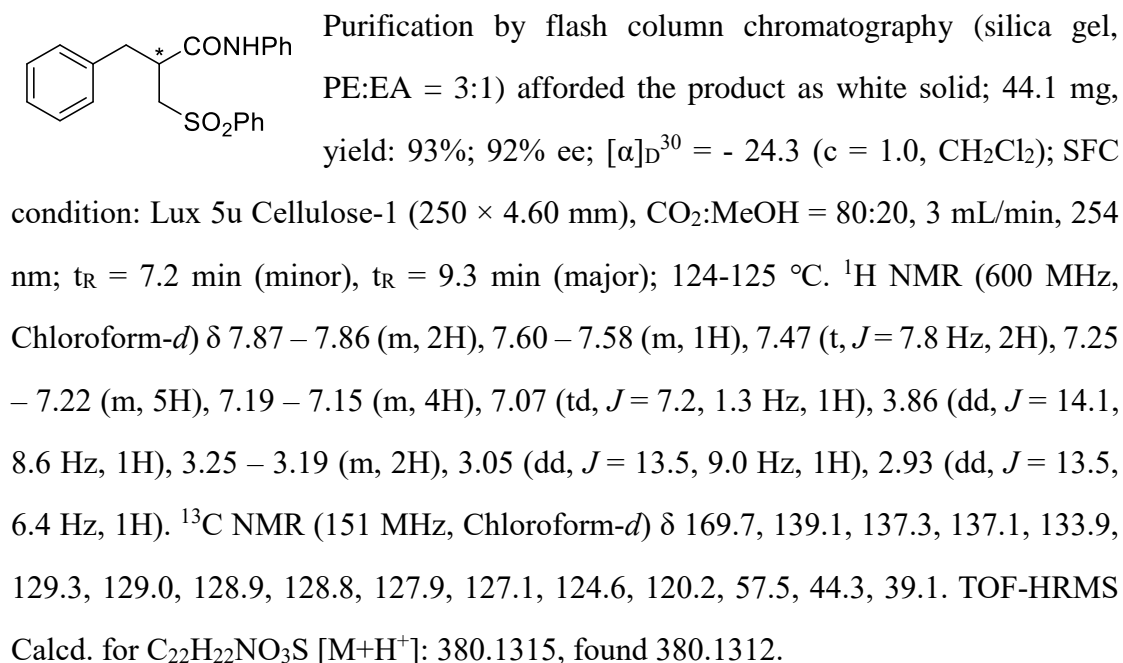 * CONHPh
SO₂Ph
Purification by flash column chromatography (silica gel,
PE:EA = 3:1) afforded the product as white solid; 44.1 mg,
yield: 93%; 92% ee; [α]D³⁰ = - 24.3 (c = 1.0, CH₂Cl₂); SFC
condition: Lux 5u Cellulose-1 (250 × 4.60 mm), CO₂:MeOH = 80:20, 3 mL/min, 254
nm; tR = 7.2 min (minor), tR = 9.3 min (major); 124-125 ℃. ¹H NMR (600 MHz,
Chloroform-d) δ 7.87 – 7.86 (m, 2H), 7.60 – 7.58 (m, 1H), 7.47 (t, J = 7.8 Hz, 2H), 7.25
– 7.22 (m, 5H), 7.19 – 7.15 (m, 4H), 7.07 (td, J = 7.2, 1.3 Hz, 1H), 3.86 (dd, J = 14.1,
8.6 Hz, 1H), 3.25 – 3.19 (m, 2H), 3.05 (dd, J = 13.5, 9.0 Hz, 1H), 2.93 (dd, J = 13.5,
6.4 Hz, 1H). ¹³C NMR (151 MHz, Chloroform-d) δ 169.7, 139.1, 137.3, 137.1, 133.9,
129.3, 129.0, 128.9, 128.8, 127.9, 127.1, 124.6, 120.2, 57.5, 44.3, 39.1. TOF-HRMS
Calcd. for C₂₂H₂₂NO₃S [M+H⁺]: 380.1315, found 380.1312.